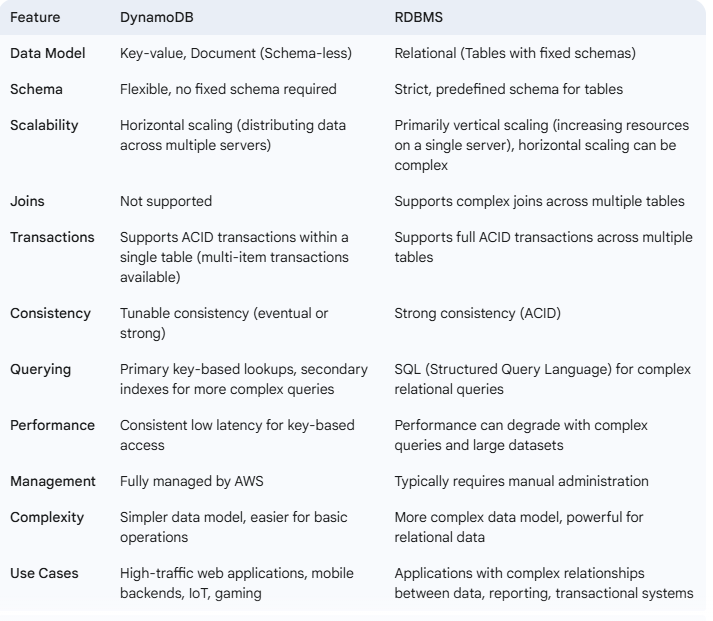 Feature DynamoDB RDBMS
Data Model Key-value, Document (Schema-less) Relational (Tables with fixed schemas)
Schema Flexible, no fixed schema required Strict, predefined schema for tables
Scalability Horizontal scaling (distributing data Primarily vertical scaling (increasing resources
across multiple servers) on a single server), horizontal scaling can be
complex
Joins Not supported Supports complex joins across multiple tables
Transactions Supports ACID transactions within a Supports full ACID transactions across multiple
single table (multi-item transactions tables
available)
Consistency Tunable consistency (eventual or Strong consistency (ACID)
strong)
Querying Primary key-based lookups, secondary SQL (Structured Query Language) for complex
indexes for more complex queries relational queries
Performance Consistent low latency for key-based Performance can degrade with complex
access queries and large datasets
Management Fully managed by AWS Typically requires manual administration
Complexity Simpler data model, easier for basic More complex data model, powerful for
operations relational data
Use Cases High-traffic web applications, mobile Applications with complex relationships
backends, IoT, gaming between data, reporting, transactional systems